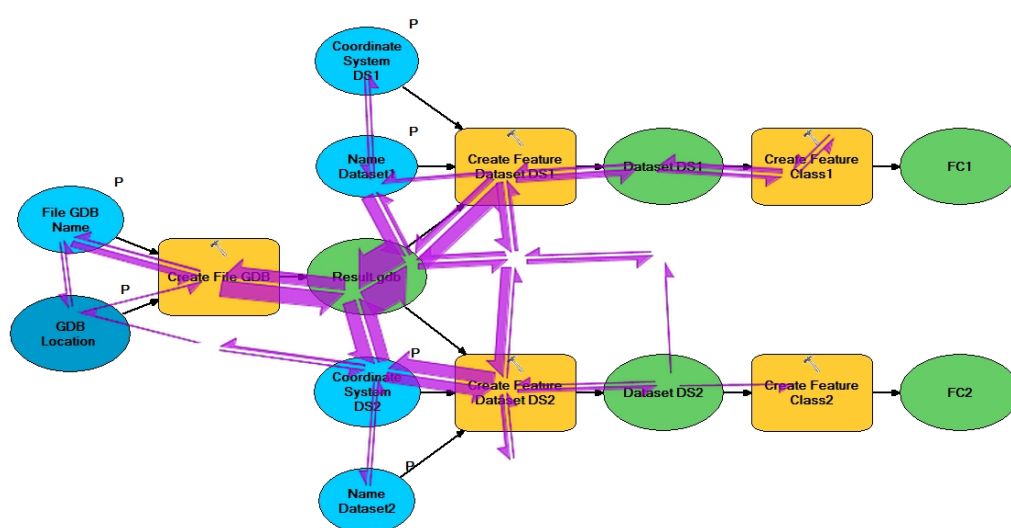 P
Coordinate
System
DS1
P
Name
Dataset1
Create Feature
Dataset DS1
Dataset DS1
Create Feature
Class1
FC1
P
File GDB
Name
Create File GDB
Result.gdb
P
GDB
Location
P
Coordinate
System
DS2
Create Feature
Dataset DS2
Dataset DS2
Create Feature
Class2
FC2
P
Name
Dataset2